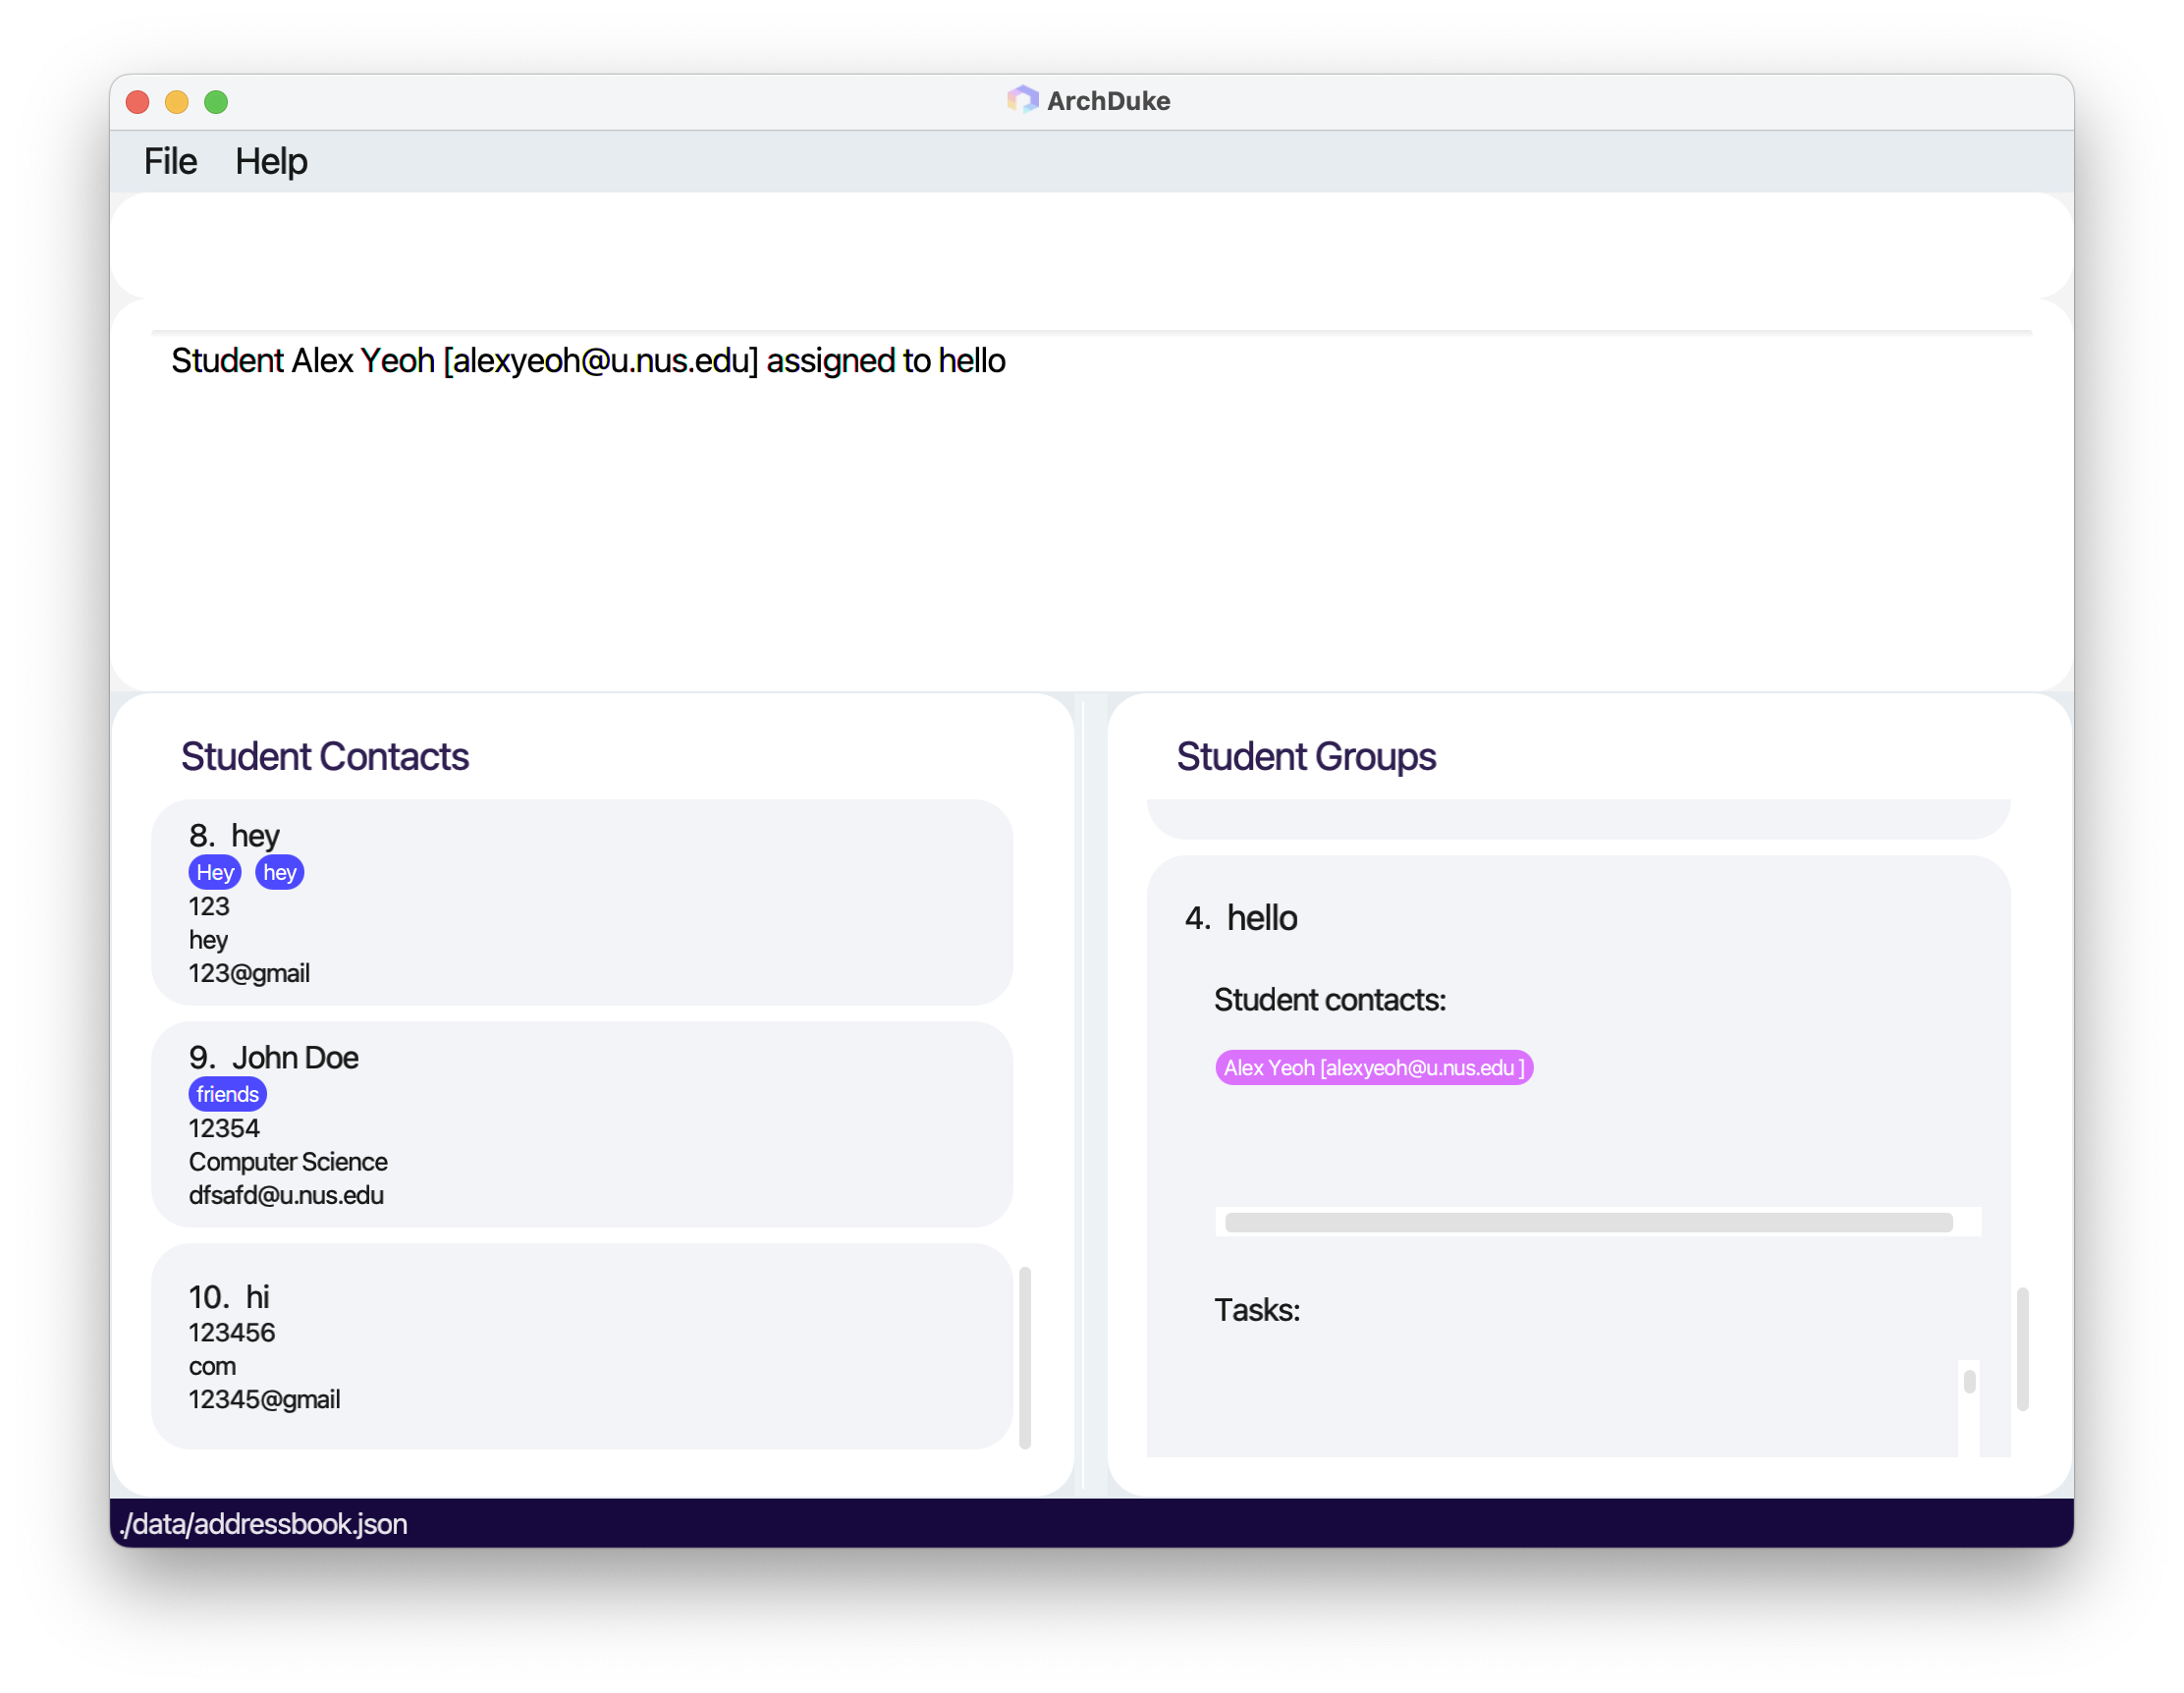 ArchDuke
File Help
Student Alex Yeoh [alexyeoh@u.nus.edu] assigned to hello
Student Contacts
8. hey
Hey hey
123
hey
123@gmail
9. John Doe
friends
12354
Computer Science
dfsafd@u.nus.edu
10. hi
123456
com
12345@gmail
Student Groups
4. hello
Student contacts:
Alex Yeoh [alexyeoh@u.nus.edu ]
Tasks:
./data/addressbook.json